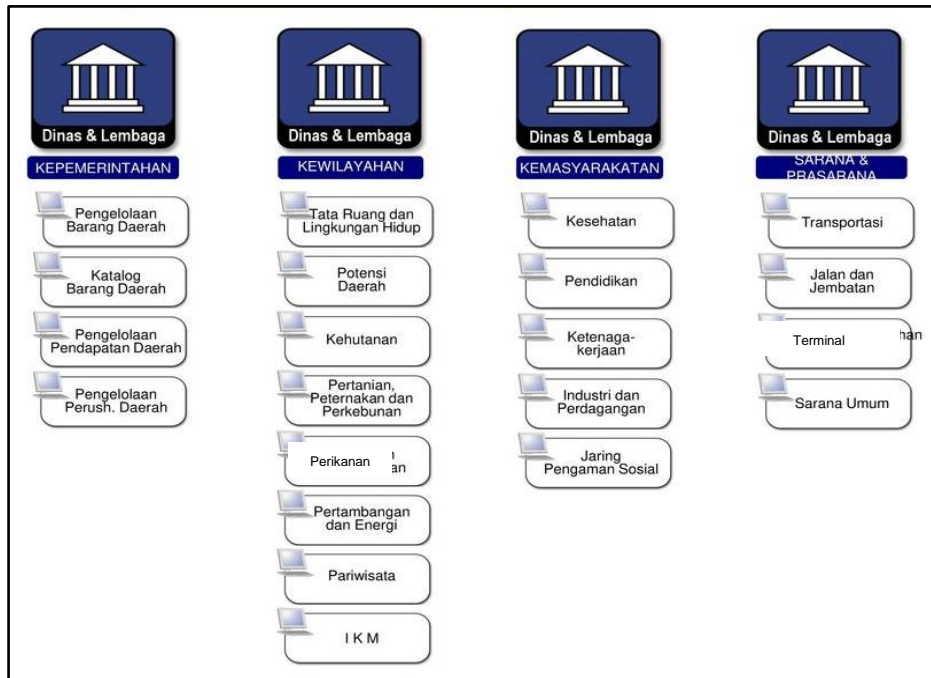 Dinas & Lembaga
KEPEMERINTAHAN
Pengelolaan
Barang Daerah
Katalog
Barang Daerah
Pengelolaan
Pendapatan Daerah
Pengelolaan
Perush. Daerah
Dinas & Lembaga
KEWILAYAHAN
Tata Ruang dan
Lingkungan Hidup
Potensi
Daerah
Kehutanan
Pertanian,
Peternakan dan
Perkebunan
Perikanan
Pertambangan
dan Energi
Pariwisata
I K M
Dinas & Lembaga
KEMASYARAKATAN
Kesehatan
Pendidikan
Ketenaga-
kerjaan
Industri dan
Perdagangan
Jaring
Pengaman Sosial
Dinas & Lembaga
SARANA &
PRASARANA
Transportasi
Jalan dan
Jembatan
Terminal
Sarana Umum